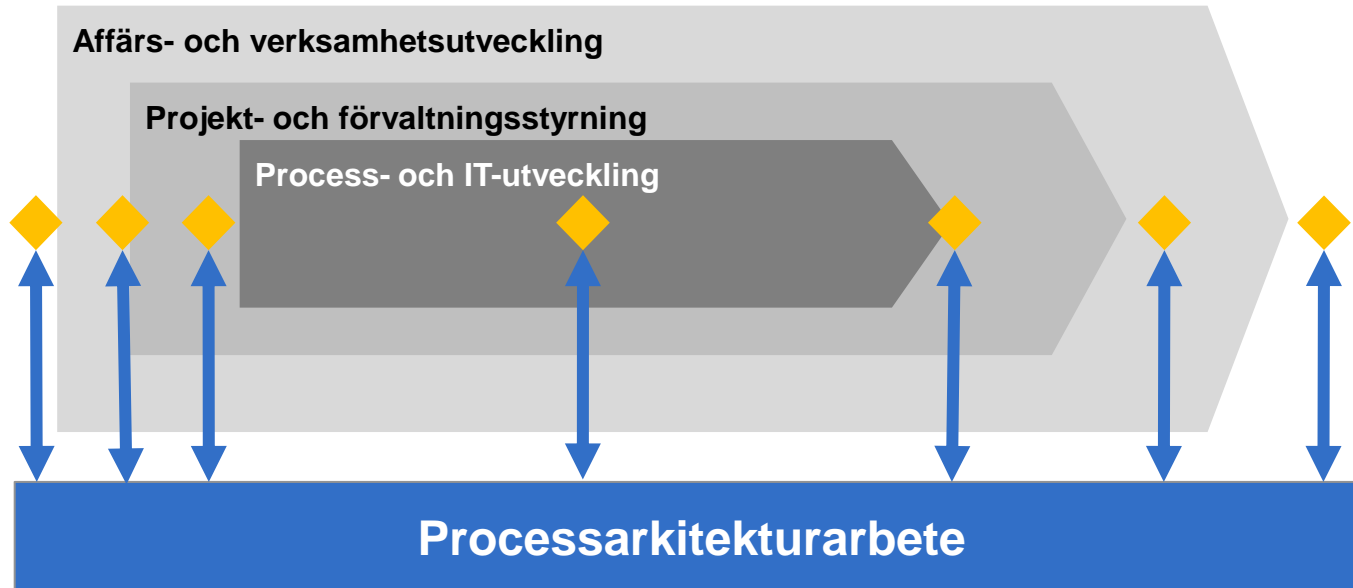 Affärs- och verksamhetsutveckling
Projekt- och förvaltningsstyrning
Process- och IT-utveckling
Processarkitekturarbete